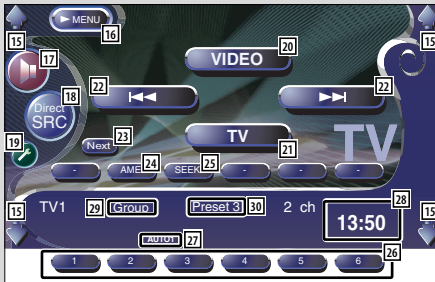 MENU
15
15
16
17
20
VIDEO
18
Direct
SRC
22
22
19
23
Next
TV
21
TV
24
25
-
AME
SEEK
-
-
-
15
TV1
29
Group
Preset 3
30
2 ch
28
15
13:50
AUTO1
27
26
1
2
3
4
5
6